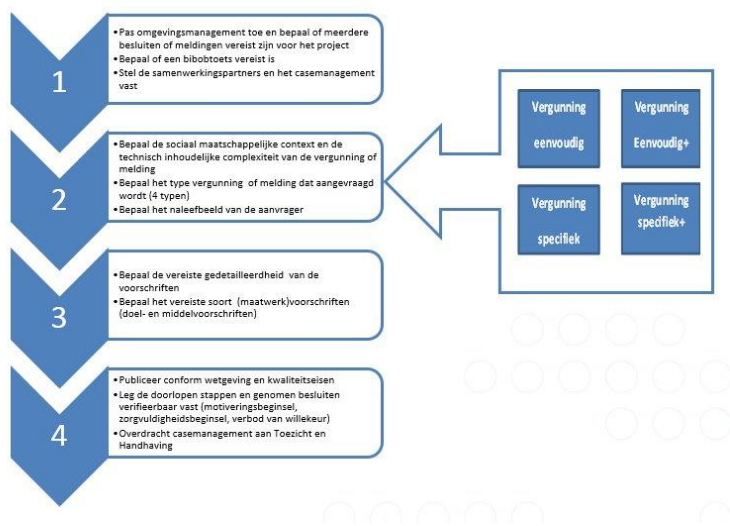 1
•Pas omgevingsmanagement toe en bepaal of meerdere
besluiten of meldingen vereist zijn voor het project
•Bepaal of een bibobtoets vereist is
•Stel de samenwerkingspartners en het casemanagement
vast
2
•Bepaal de sociaal maatschappelijke context en de
technisch inhoudelijke complexiteit van de vergunning of
melding
•Bepaal het type vergunning of melding dat aangevraagd
wordt (4 typen)
•Bepaal het naleefbeeld van de aanvrager
Vergunning
eenvoudig
Vergunning
Eenvoudig+
Vergunning
specifiek
Vergunning
specifiek+
3
•Bepaal de vereiste gedetailleerdheid van de
voorschriften
•Bepaal het vereiste soort (maatwerk)voorschriften
(doel- en middelvoorschriften)
4
•Publiceer conform wetgeving en kwaliteitseisen
•Leg de doorlopen stappen en genomen besluiten
verifieerbaar vast (motiveringsbeginsel,
zorgvuldigheidsbeginsel, verbod van willekeur)
•Overdracht casemanagement aan Toezicht en
Handhaving